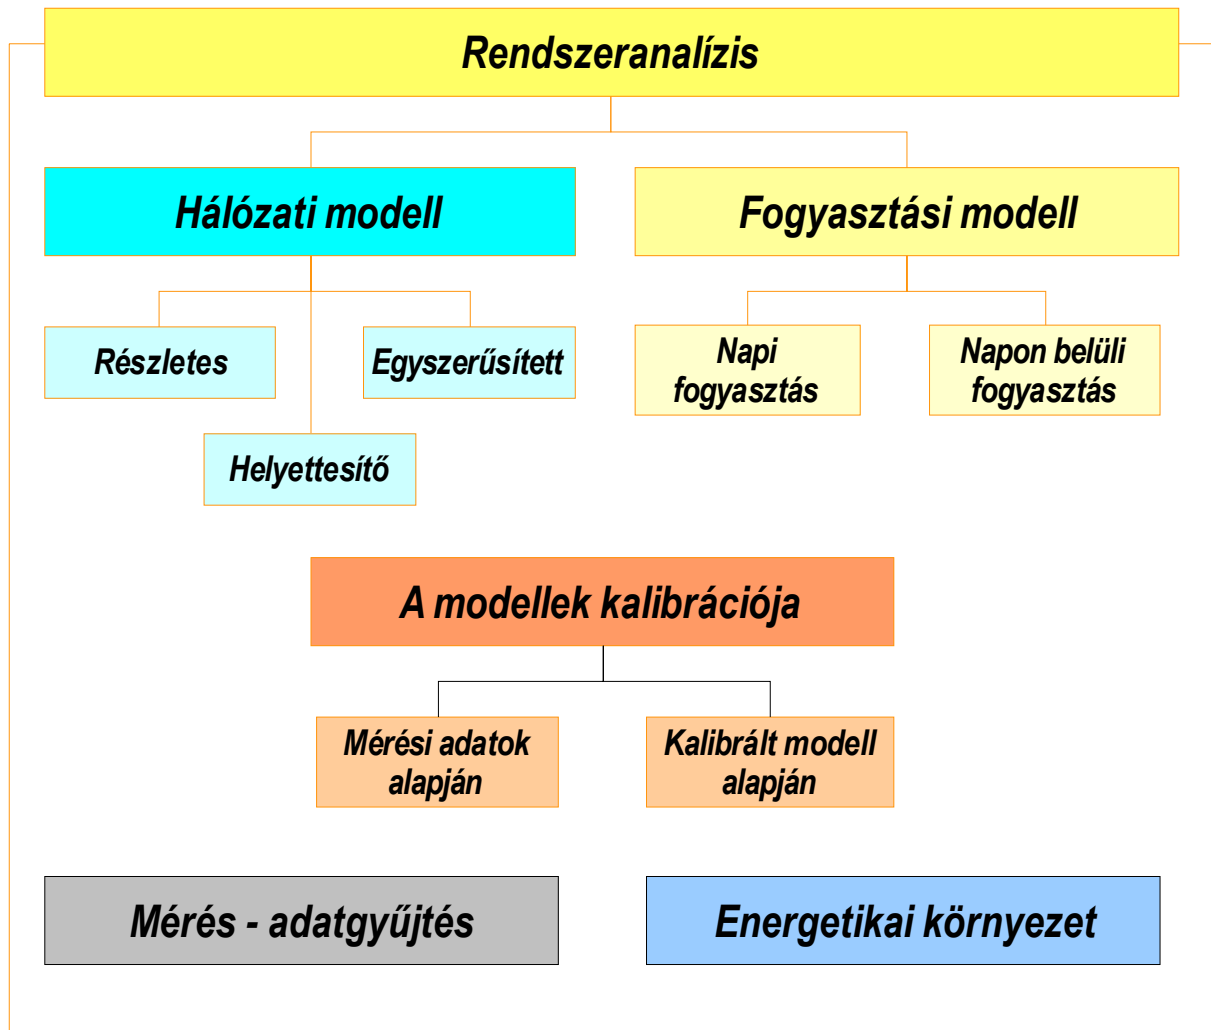 Rendszeranalízis
Hálózati modell
Fogyasztási modell
Részletes
Egyszerűsített
Helyettesítő
Napi
fogyasztás
Napon belüli
fogyasztás
A modellek kalibrációja
Mérési adatok
alapján
Kalibrált modell
alapján
Mérés - adatgyűjtés
Energetikai környezet